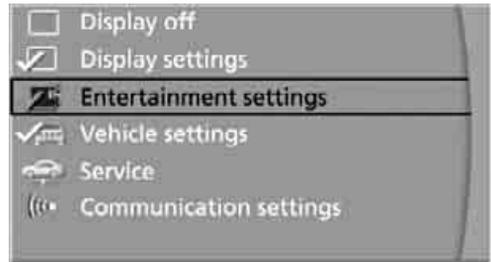 Display off
Display settings
Entertainment settings
Vehicle settings
Service
Communication settings